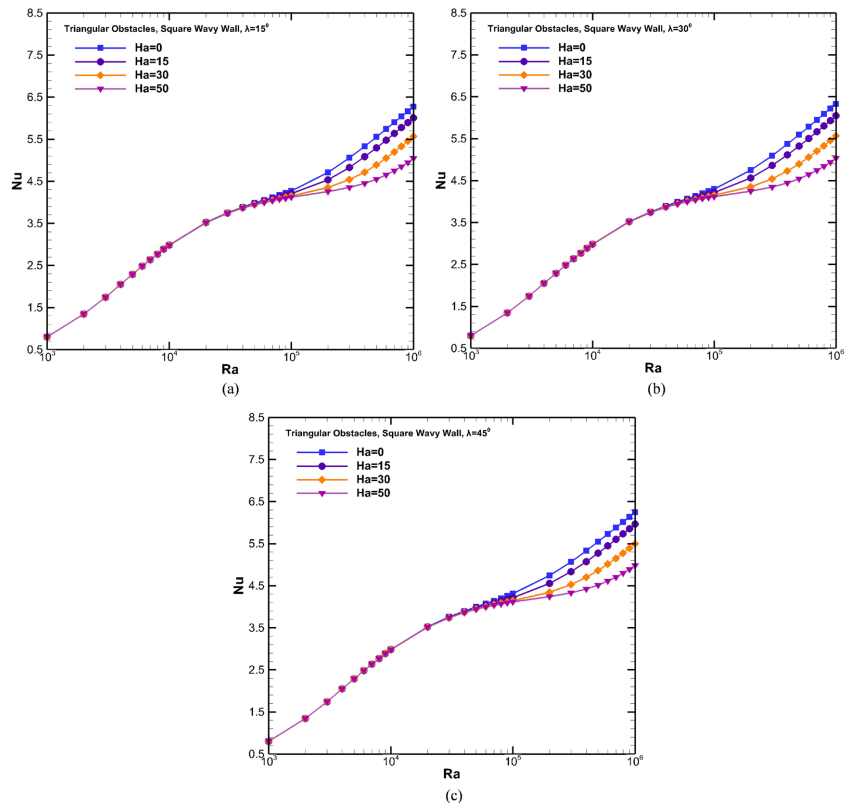 Triangular Obstacles, Square Wavy Wall, λ=15⁰
Ha=0
Ha=15
Ha=30
Ha=50
8.5
7.5
6.5
5.5
4.5
3.5
2.5
1.5
0.5
Nu
10³
10⁴
10⁵
10⁶
Ra
(a)
Triangular Obstacles, Square Wavy Wall, λ=30⁰
Ha=0
Ha=15
Ha=30
Ha=50
8.5
7.5
6.5
5.5
4.5
3.5
2.5
1.5
0.5
Nu
10³
10⁴
10⁵
10⁶
Ra
(b)
Triangular Obstacles, Square Wavy Wall, λ=45⁰
Ha=0
Ha=15
Ha=30
Ha=50
8.5
7.5
6.5
5.5
4.5
3.5
2.5
1.5
0.5
Nu
10³
10⁴
10⁵
10⁶
Ra
(c)